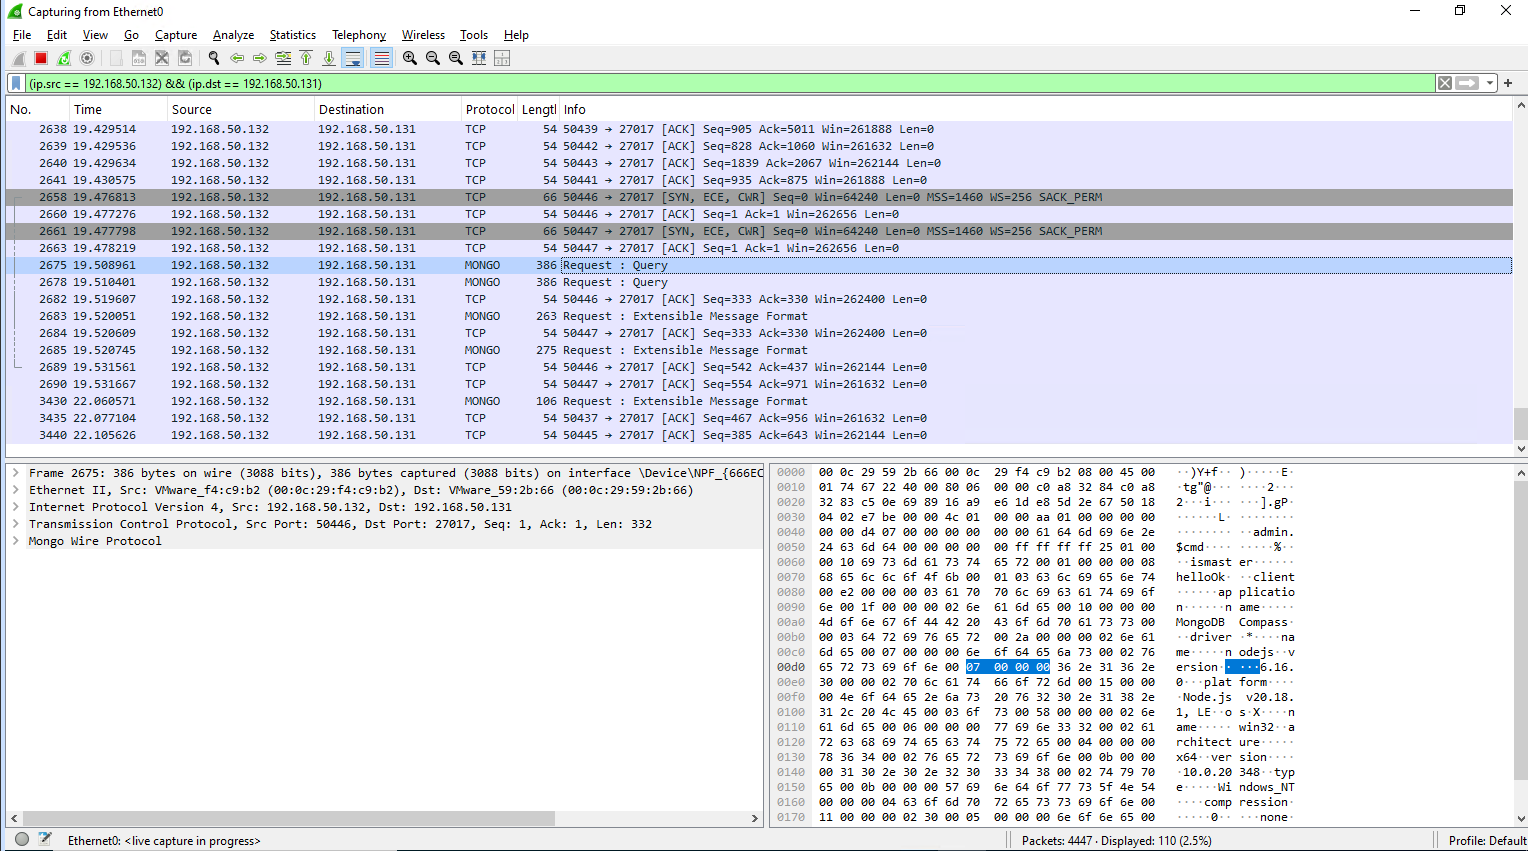 Capturing from Ethernet0
File Edit View Go Capture Analyze Statistics Telephony Wireless Tools Help
(ip.src == 192.168.50.132) && (ip.dst == 192.168.50.131)
No. Time Source Destination Protocol Lengtl Info
2638 19.429514 192.168.50.132 192.168.50.131 TCP 54 50439 → 27017 [ACK] Seq=905 Ack=5011 Win=261888 Len=0
2639 19.429536 192.168.50.132 192.168.50.131 TCP 54 50442 → 27017 [ACK] Seq=828 Ack=1060 Win=261632 Len=0
2640 19.429634 192.168.50.132 192.168.50.131 TCP 54 50443 → 27017 [ACK] Seq=1839 Ack=2067 Win=262144 Len=0
2641 19.430575 192.168.50.132 192.168.50.131 TCP 54 50441 → 27017 [ACK] Seq=935 Ack=875 Win=261888 Len=0
2658 19.476813 192.168.50.132 192.168.50.131 TCP 66 50446 → 27017 [SYN, ECE, CWR] Seq=0 Win=64240 Len=0 MSS=1460 WS=256 SACK_PERM
2660 19.477276 192.168.50.132 192.168.50.131 TCP 54 50446 → 27017 [ACK] Seq=1 Ack=1 Win=262656 Len=0
2661 19.477798 192.168.50.132 192.168.50.131 TCP 66 50447 → 27017 [SYN, ECE, CWR] Seq=0 Win=64240 Len=0 MSS=1460 WS=256 SACK_PERM
2663 19.478219 192.168.50.132 192.168.50.131 TCP 54 50447 → 27017 [ACK] Seq=1 Ack=1 Win=262656 Len=0
2675 19.508961 192.168.50.132 192.168.50.131 MONGO 386 Request : Query
2678 19.510401 192.168.50.132 192.168.50.131 MONGO 386 Request : Query
2682 19.519607 192.168.50.132 192.168.50.131 TCP 54 50446 → 27017 [ACK] Seq=333 Ack=330 Win=262400 Len=0
2683 19.520051 192.168.50.132 192.168.50.131 MONGO 263 Request : Extensible Message Format
2684 19.520609 192.168.50.132 192.168.50.131 TCP 54 50447 → 27017 [ACK] Seq=333 Ack=330 Win=262400 Len=0
2685 19.520745 192.168.50.132 192.168.50.131 MONGO 275 Request : Extensible Message Format
2689 19.531561 192.168.50.132 192.168.50.131 TCP 54 50446 → 27017 [ACK] Seq=542 Ack=437 Win=262144 Len=0
2690 19.531667 192.168.50.132 192.168.50.131 TCP 54 50447 → 27017 [ACK] Seq=554 Ack=971 Win=261632 Len=0
3430 22.060571 192.168.50.132 192.168.50.131 MONGO 106 Request : Extensible Message Format
3435 22.077104 192.168.50.132 192.168.50.131 TCP 54 50437 → 27017 [ACK] Seq=467 Ack=956 Win=261632 Len=0
3440 22.105626 192.168.50.132 192.168.50.131 TCP 54 50445 → 27017 [ACK] Seq=385 Ack=643 Win=262144 Len=0
Frame 2675: 386 bytes on wire (3088 bits), 386 bytes captured (3088 bits) on interface \Device\NPF_{666EC
Ethernet II, Src: VMware_f4:c9:b2 (00:0c:29:f4:c9:b2), Dst: VMware_59:2b:66 (00:0c:29:59:2b:66)
Internet Protocol Version 4, Src: 192.168.50.132, Dst: 192.168.50.131
Transmission Control Protocol, Src Port: 50446, Dst Port: 27017, Seq: 1, Ack: 1, Len: 332
Mongo Wire Protocol
0000 00 0c 29 59 2b 66 00 0c 29 f4 c9 b2 08 00 45 00 ··)Y+f·· )·····E·
0010 01 74 67 22 40 00 80 06 00 00 c0 a8 32 84 c0 a8 ·tg"@··· ····2···
0020 32 83 c5 0e 69 89 16 a9 e6 1d e8 5d 2e 67 50 18 2···i··· ···].gP·
0030 04 02 e7 be 00 00 4c 01 00 00 aa 01 00 00 00 00 ······L· ········
0040 00 00 d4 07 00 00 00 00 00 00 61 64 6d 69 6e 2e ········ ··admin.
0050 24 63 6d 64 00 00 00 00 00 ff ff ff ff 25 01 00 $cmd···· ·····%··
0060 00 10 69 73 6d 61 73 74 65 72 00 01 00 00 00 08 ··ismast er······
0070 68 65 6c 6c 6f 4f 6b 00 01 03 63 6c 69 65 6e 74 helloOk· ··client
0080 00 e2 00 00 00 03 61 70 70 6c 69 63 61 74 69 6f ······ap plicatio
0090 6e 00 1f 00 00 00 02 6e 61 6d 65 00 10 00 00 00 n······n ame·····
00a0 4d 6f 6e 67 6f 44 42 20 43 6f 6d 70 61 73 73 00 MongoDB  Compass·
00b0 00 03 64 72 69 76 65 72 00 2a 00 00 00 02 6e 61 ··driver ·*····na
00c0 6d 65 00 07 00 00 00 6e 6f 64 65 6a 73 00 02 76 me·····n odejs··v
00d0 65 72 73 69 6f 6e 00 07 00 00 00 36 2e 31 36 2e ersion·· ···6.16.
00e0 30 00 00 02 70 6c 61 74 66 6f 72 6d 00 15 00 00 0···plat form····
00f0 00 4e 6f 64 65 2e 6a 73 20 76 32 30 2e 31 38 2e ·Node.js  v20.18.
0100 31 2c 20 4c 45 00 03 6f 73 00 58 00 00 00 02 6e 1, LE··o s·X····n
0110 61 6d 65 00 06 00 00 00 77 69 6e 33 32 00 02 61 ame····· win32··a
0120 72 63 68 69 74 65 63 74 75 72 65 00 04 00 00 00 rchitect ure·····
0130 78 36 34 00 02 76 65 72 73 69 6f 6e 00 0b 00 00 x64··ver sion····
0140 00 31 30 2e 30 2e 32 30 33 34 38 00 02 74 79 70 ·10.0.20 348··typ
0150 65 00 0b 00 00 00 57 69 6e 64 6f 77 73 5f 4e 54 e·····Wi ndows_NT
0160 00 00 00 04 63 6f 6d 70 72 65 73 73 69 6f 6e 00 ····comp ression·
0170 11 00 00 00 02 30 00 05 00 00 00 6e 6f 6e 65 00 ·····0·· ···none·
Ethernet0: <live capture in progress> Packets: 4447 · Displayed: 110 (2.5%) Profile: Default